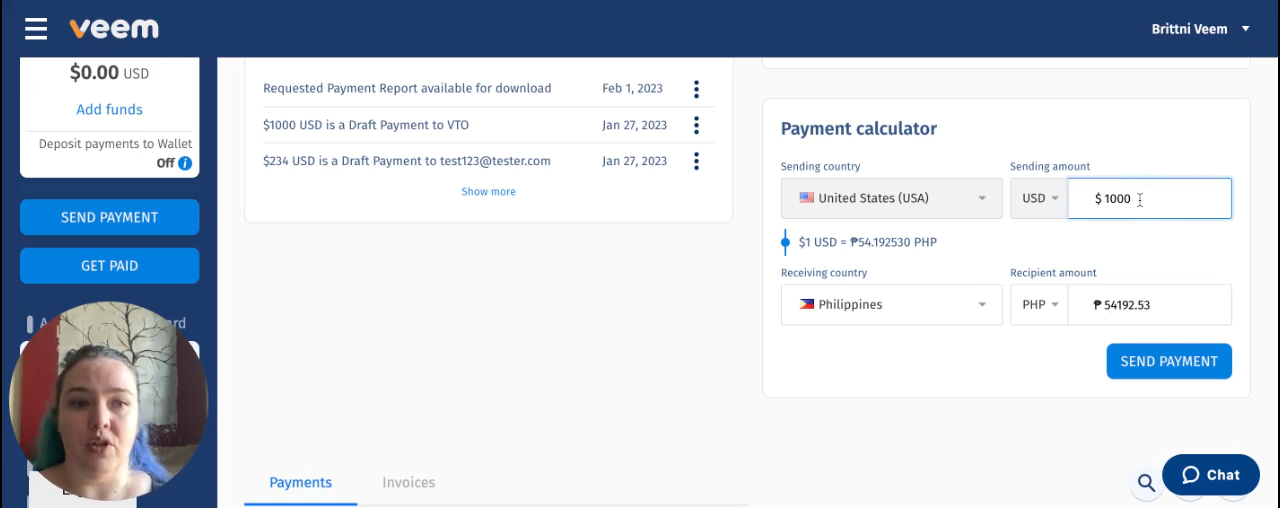 veem
Brittni Veem
$0.00 USD
Add funds
Deposit payments to Wallet
Off i
SEND PAYMENT
GET PAID
Requested Payment Report available for download Feb 1, 2023
$1000 USD is a Draft Payment to VTO Jan 27, 2023
$234 USD is a Draft Payment to test123@tester.com Jan 27, 2023
Show more
Payment calculator
Sending country Sending amount
United States (USA) USD $ 1000
$1 USD = ₱54.192530 PHP
Receiving country Recipient amount
Philippines PHP ₱ 54192.53
SEND PAYMENT
Payments Invoices
Chat